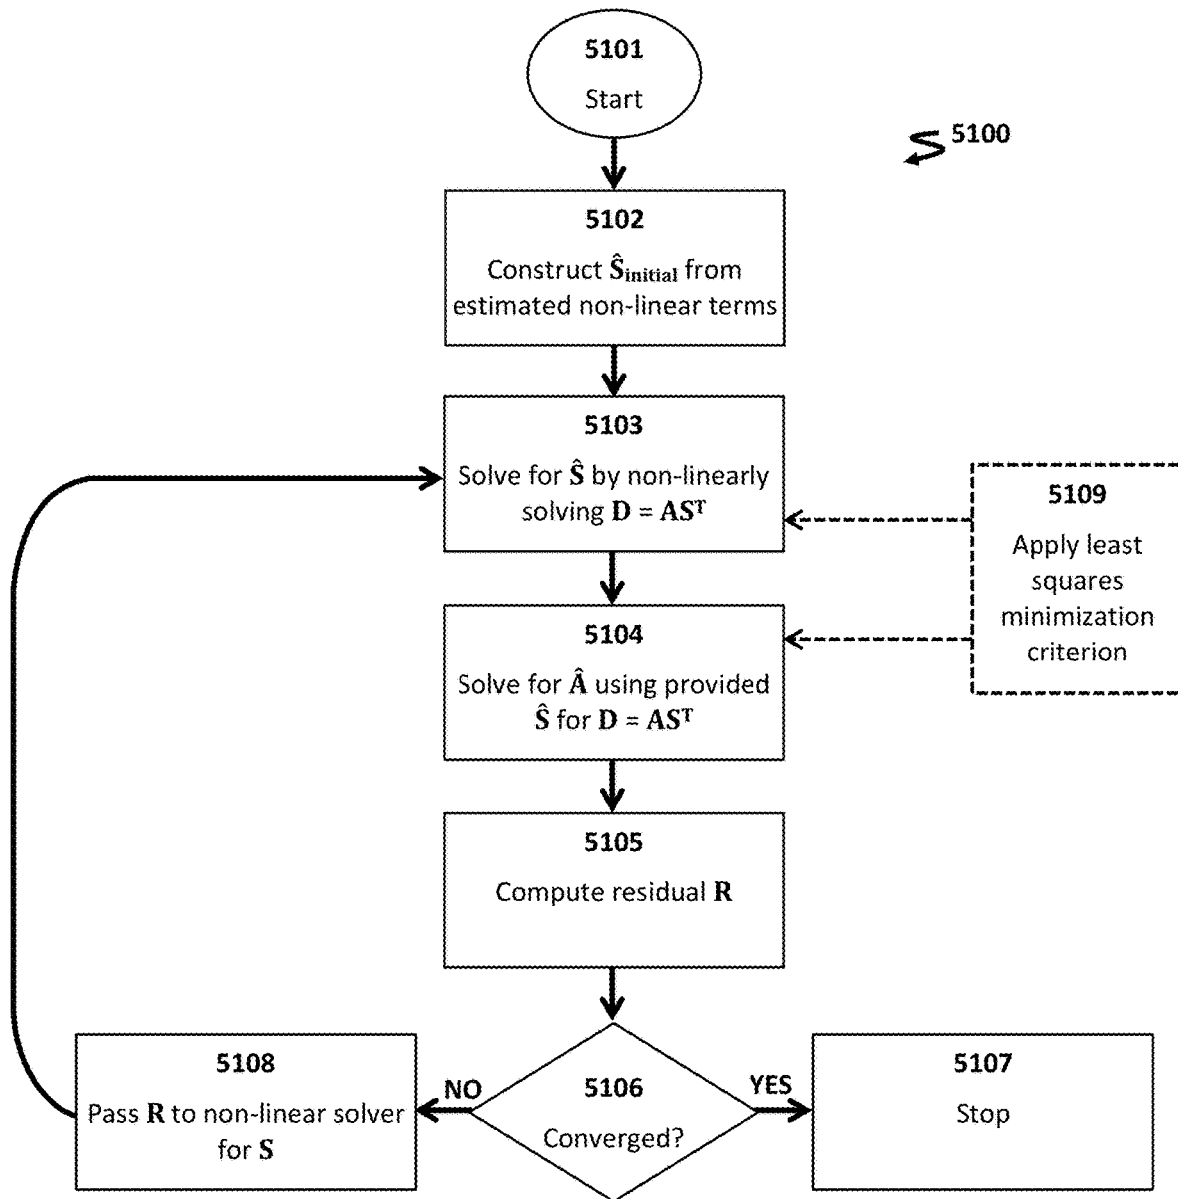 5101
Start
5100
5102
Construct Ŝinitial from
estimated non-linear terms
5103
Solve for Ŝ by non-linearly
solving D = ASᵀ
5109
Apply least
squares
minimization
criterion
5104
Solve for Â using provided
Ŝ for D = ASᵀ
5105
Compute residual R
5106
Converged?
NO
YES
5108
Pass R to non-linear solver
for S
5107
Stop